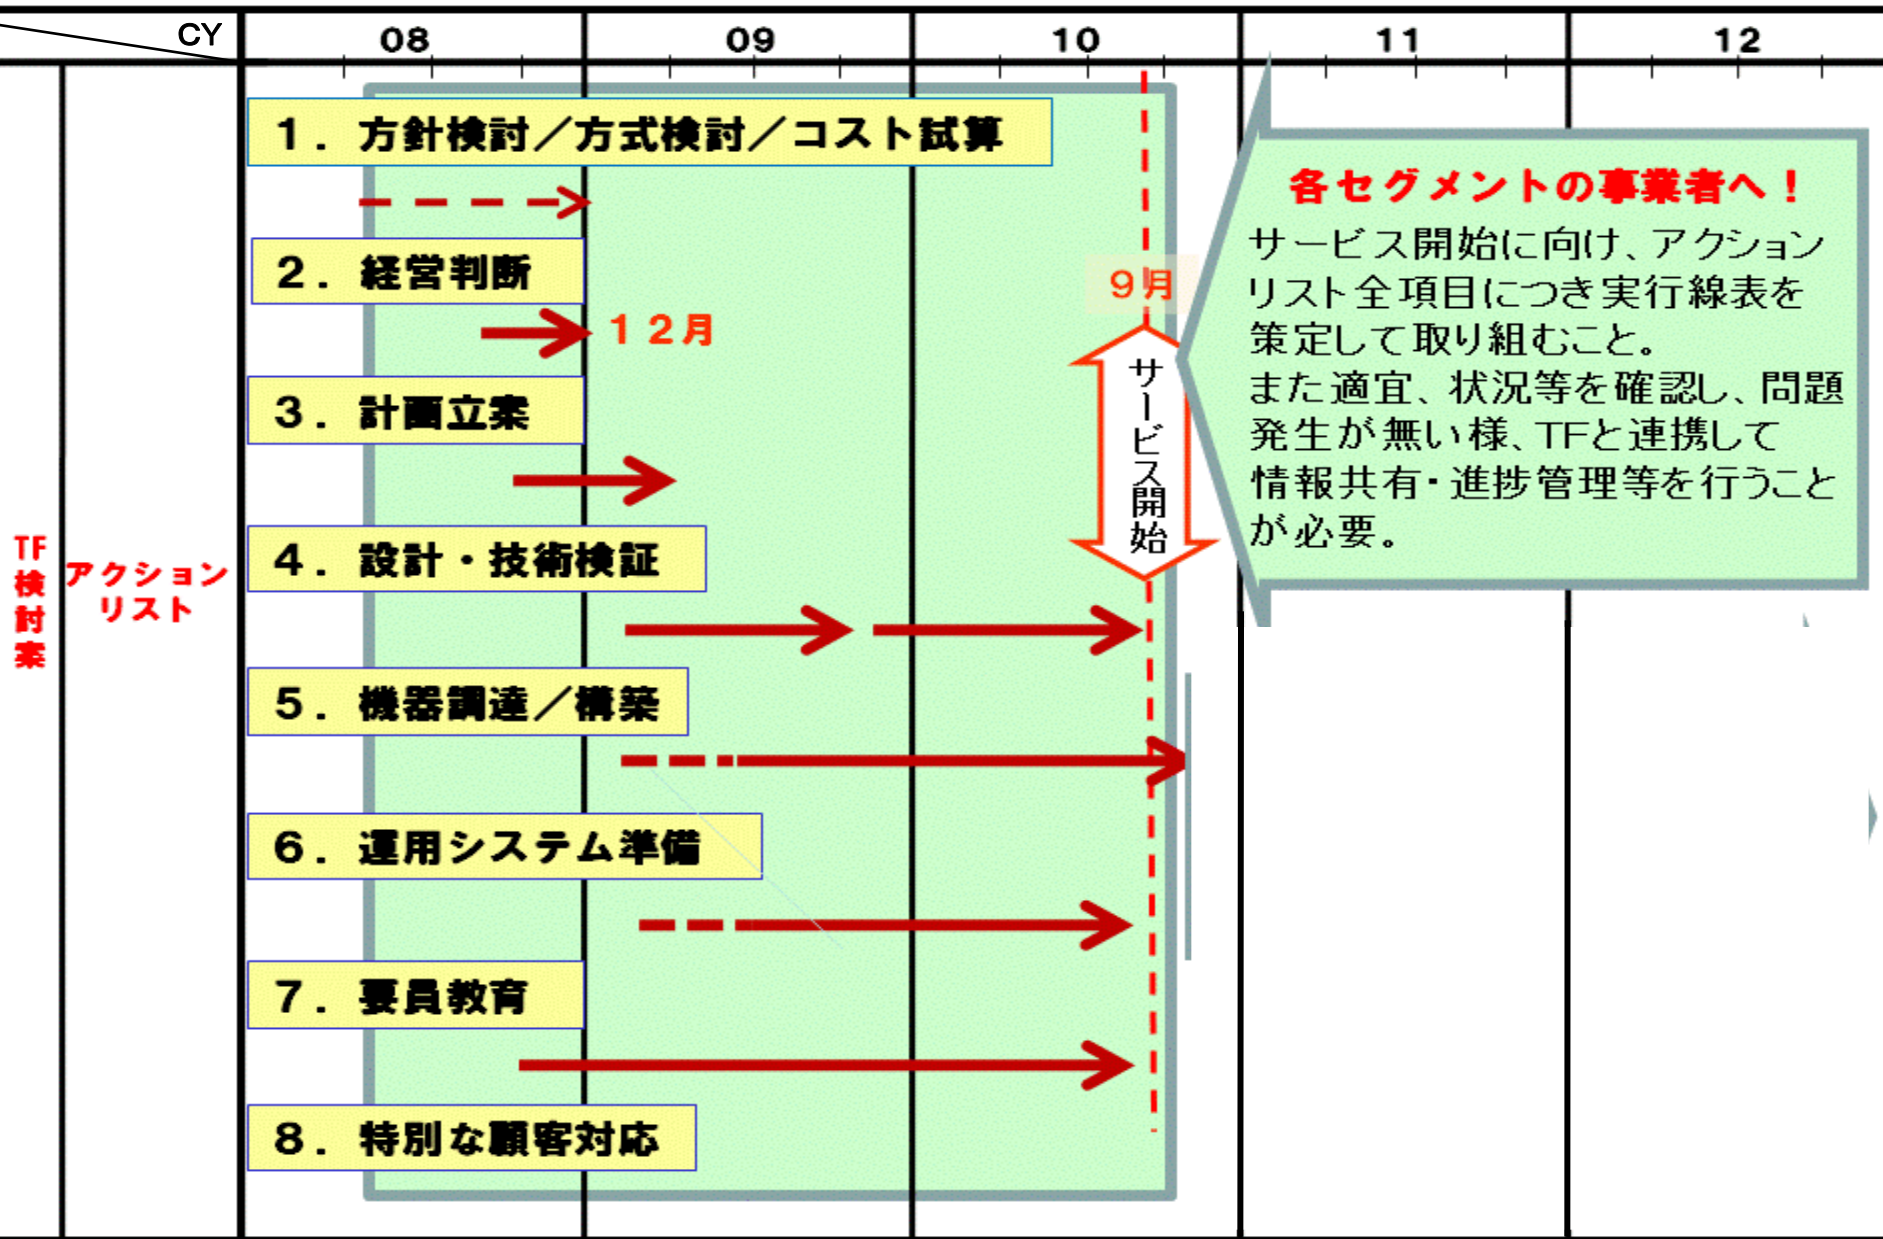 CY
08
09
10
11
12
TF
検
討
案
アクション
リスト
１．方針検討／方式検討／コスト試算
２．経営判断
１２月
３．計画立案
４．設計・技術検証
５．機器調達／構築
６．運用システム準備
７．要員教育
８．特別な顧客対応
９月
サービス開始
各セグメントの事業者へ！
サービス開始に向け、アクション
リスト全項目につき実行線表を
策定して取り組むこと。
また適宜、状況等を確認し、問題
発生が無い様、TFと連携して
情報共有・進捗管理等を行うこと
が必要。